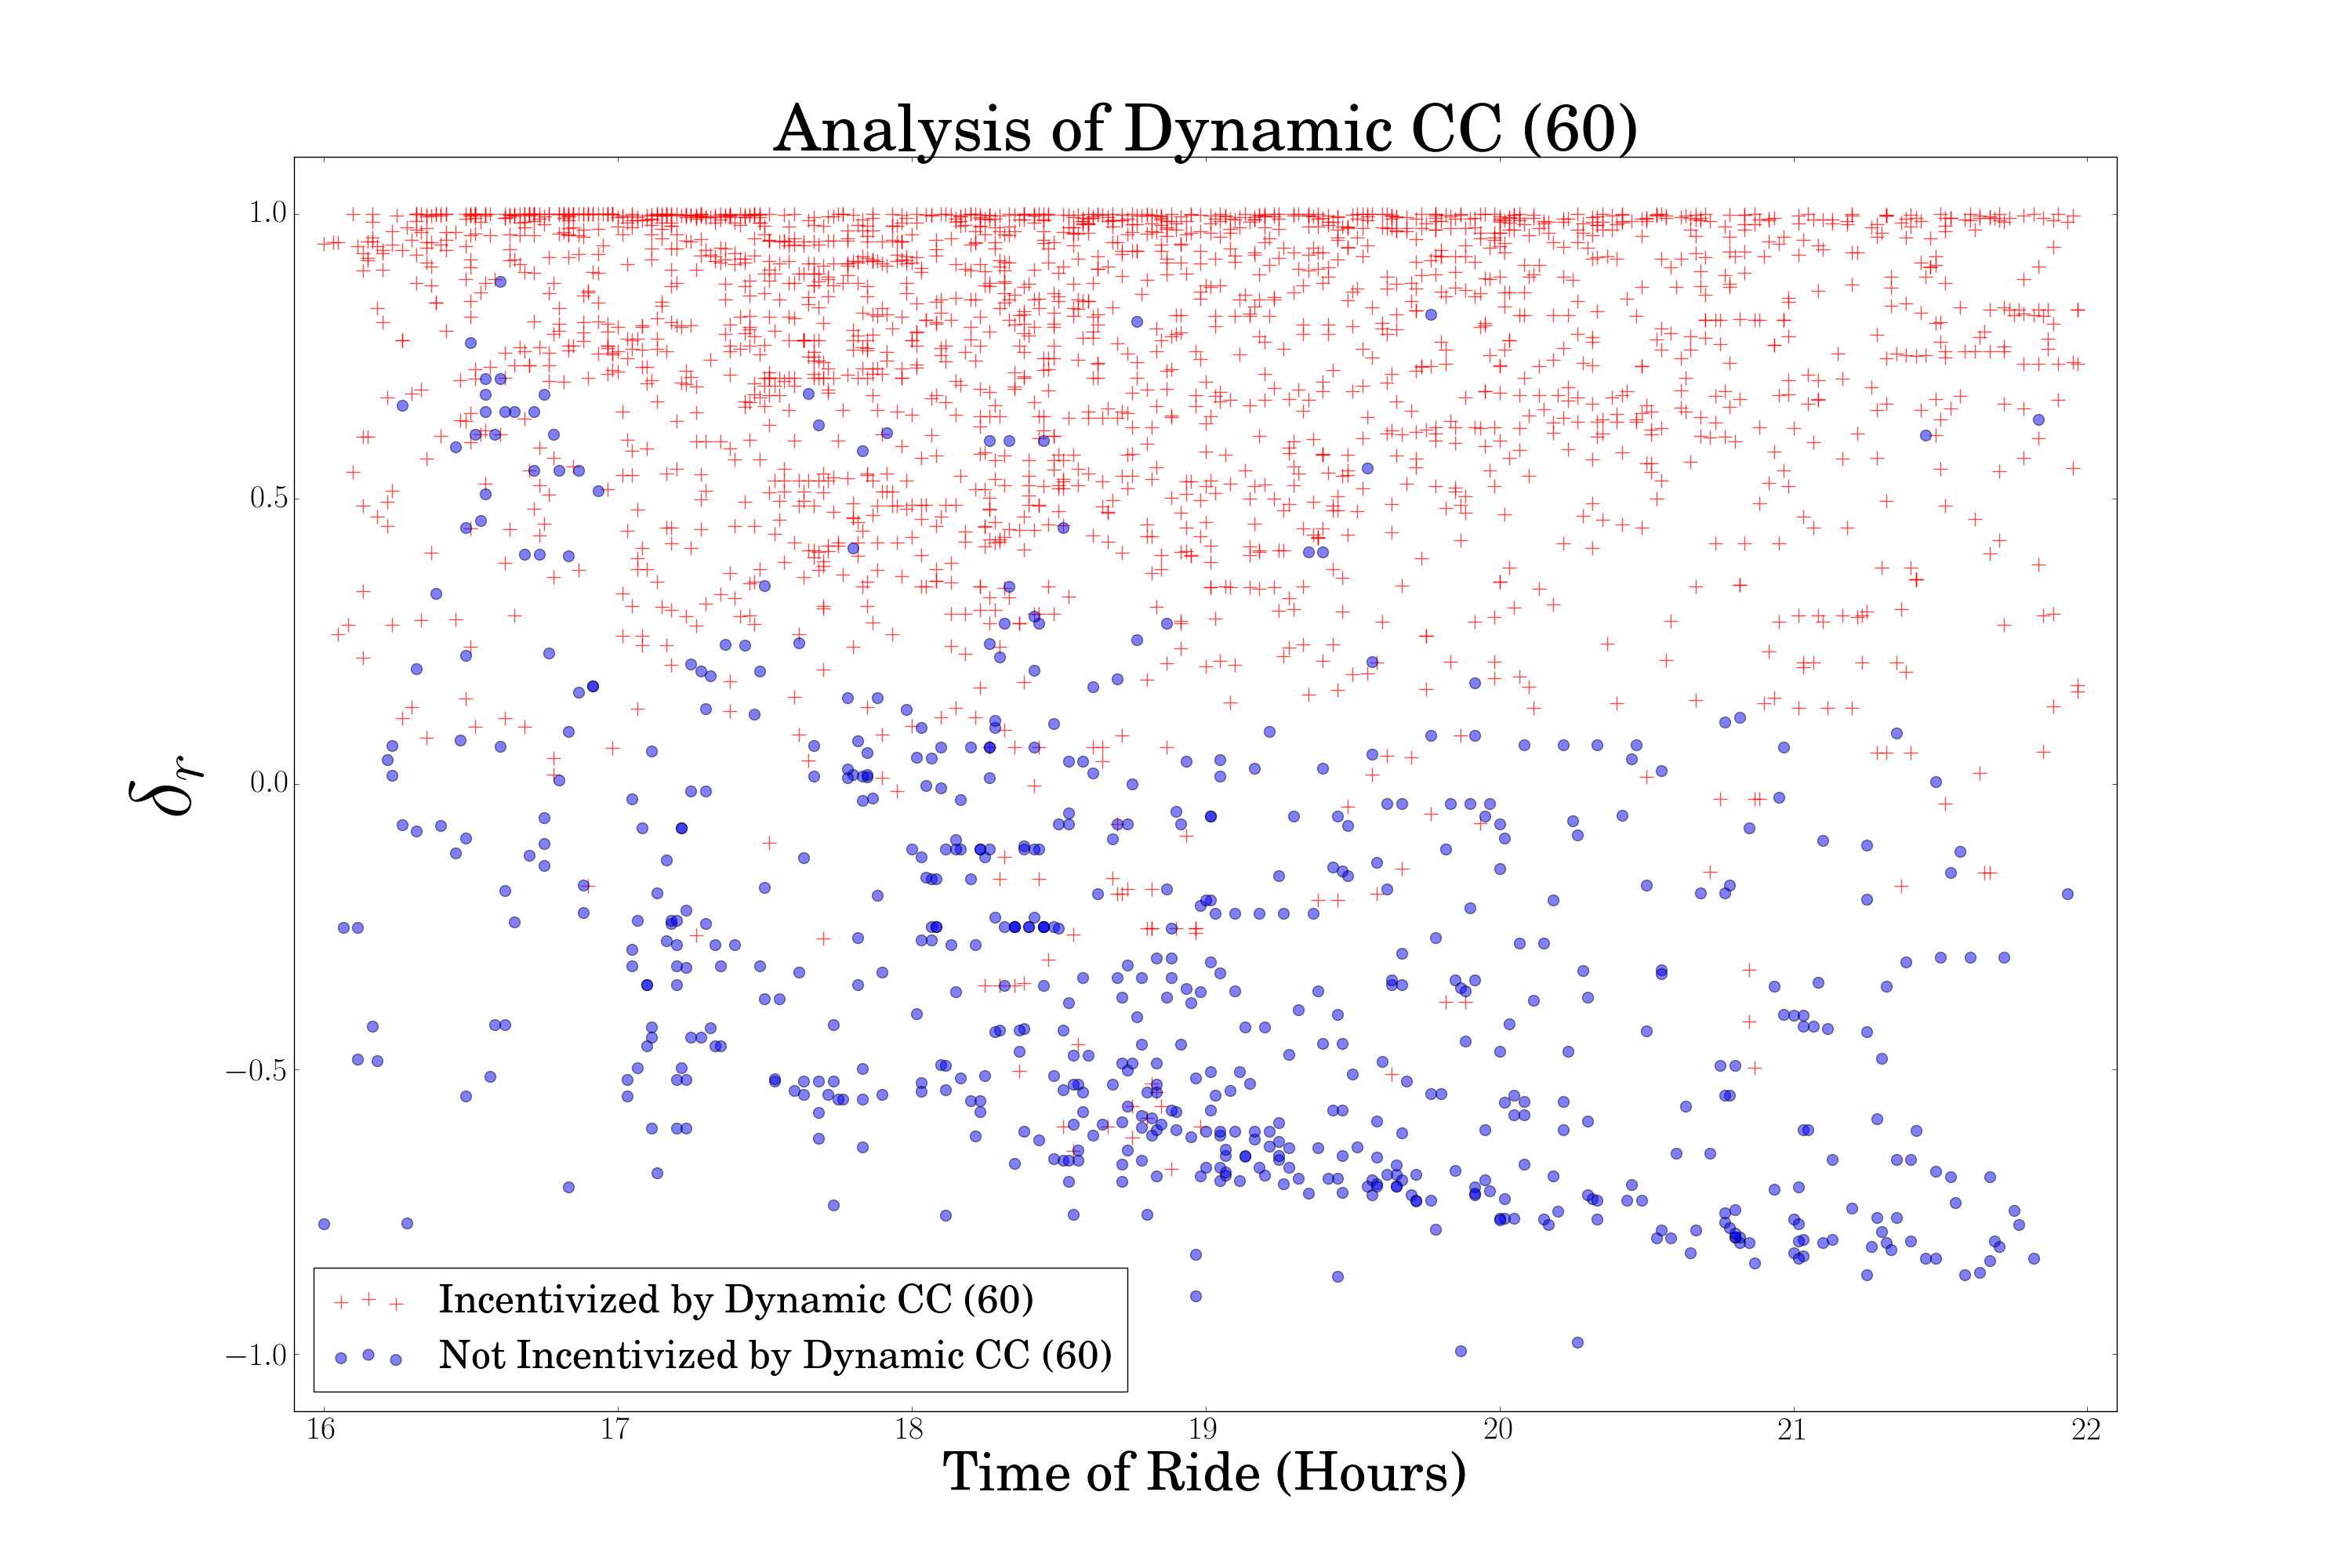 Analysis of Dynamic CC (60)
1.0
0.5
0.0
−0.5
−1.0
δr
Incentivized by Dynamic CC (60)
Not Incentivized by Dynamic CC (60)
16 17 18 19 20 21 22
Time of Ride (Hours)